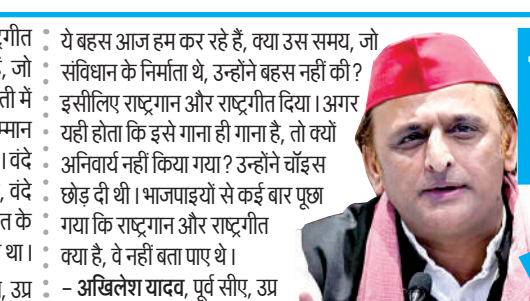 ये बहस आज हम कर रहे हैं, क्या उस समय, जो
संविधान के निर्माता थे, उन्होंने बहस नहीं की?
इसीलिए राष्ट्रगान और राष्ट्रगीत दिया। अगर
यही होता कि इसे गाना ही गाना है, तो क्यों
अनिवार्य नहीं किया गया? उन्होंने चॉइस
छोड़ दी थी। भाजपाइयों से कई बार पूछा
गया कि राष्ट्रगान और राष्ट्रगीत
क्या है, वे नहीं बता पाए थे।
– अखिलेश यादव, पूर्व सीए, उप्र
जो
में
। वंदे
वंदे
के
था।
उप्र